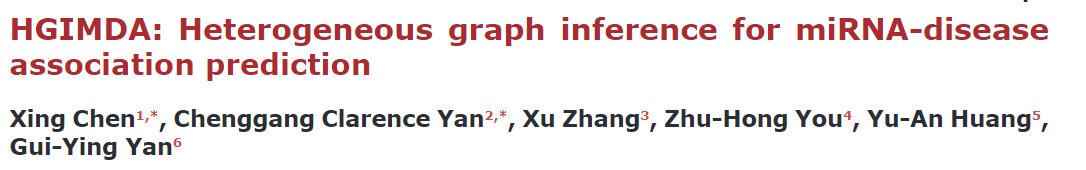 HGIMDA: Heterogeneous graph inference for miRNA-disease
association prediction
Xing Chen1,*, Chenggang Clarence Yan2,*, Xu Zhang3, Zhu-Hong You4, Yu-An Huang5,
Gui-Ying Yan6